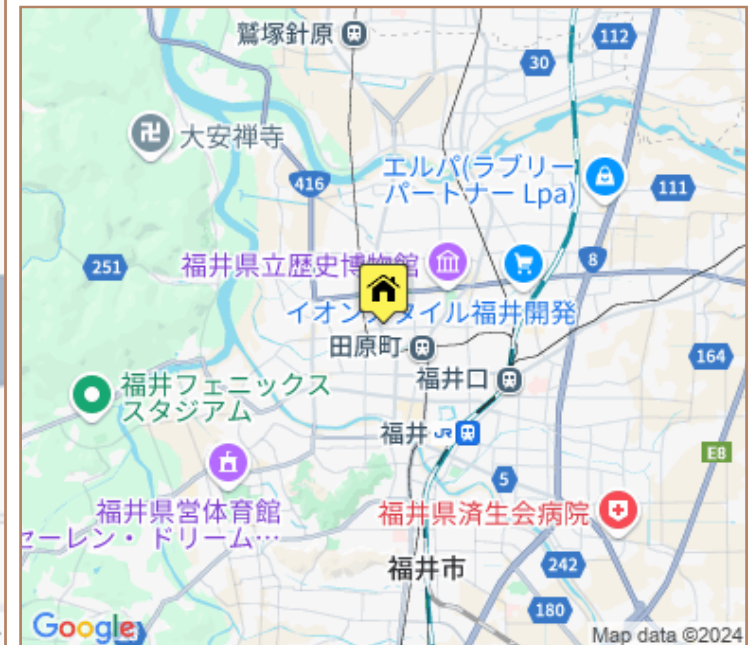 鷲塚針原
112
30
卍
大安禅寺
エルパ(ラブリー
パートナー Lpa)
416
111
251
福井県立歴史博物館
8
イオンスタイル福井開発
田原町
164
福井口
福井フェニックス
スタジアム
福井 JR
E8
5
福井県営体育館
セーレン・ドリーム…
福井県済生会病院
242
福井市
180
Google
Map data ©2024